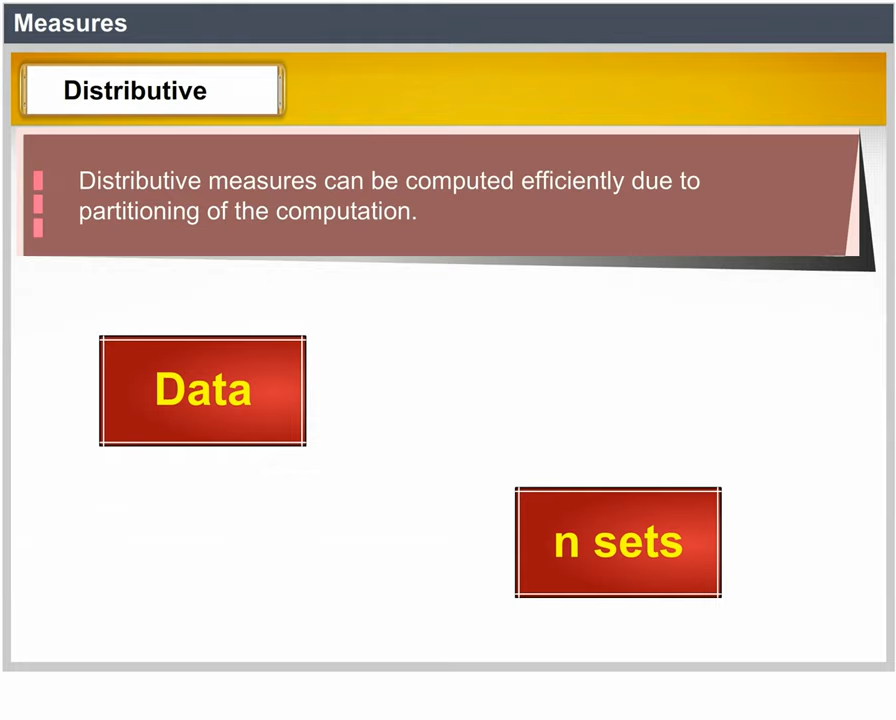 Measures
Distributive
Distributive measures can be computed efficiently due to
partitioning of the computation.
Data
n sets